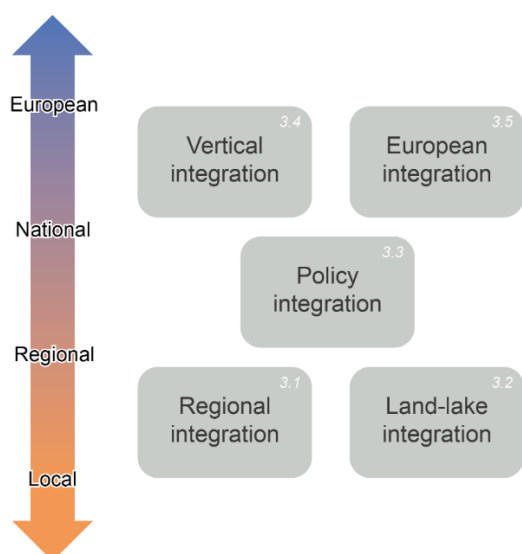 European
3.4
Vertical
integration
3.5
European
integration
National
3.3
Policy
integration
Regional
3.1
Regional
integration
3.2
Land-lake
integration
Local